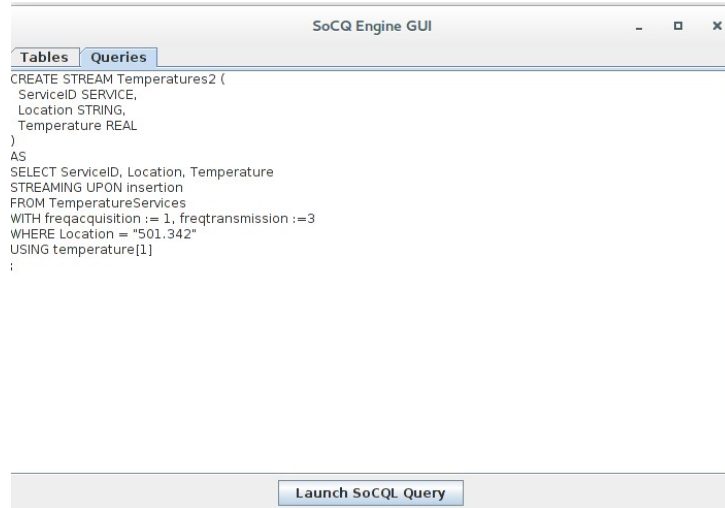 SoCQ Engine GUI
Tables Queries
CREATE STREAM Temperatures2 (
ServiceID SERVICE,
Location STRING,
Temperature REAL
)
AS
SELECT ServiceID, Location, Temperature
STREAMING UPON insertion
FROM TemperatureServices
WITH freqacquisition := 1, freqtransmission :=3
WHERE Location = "501.342"
USING temperature[1]
;
Launch SoCQL Query